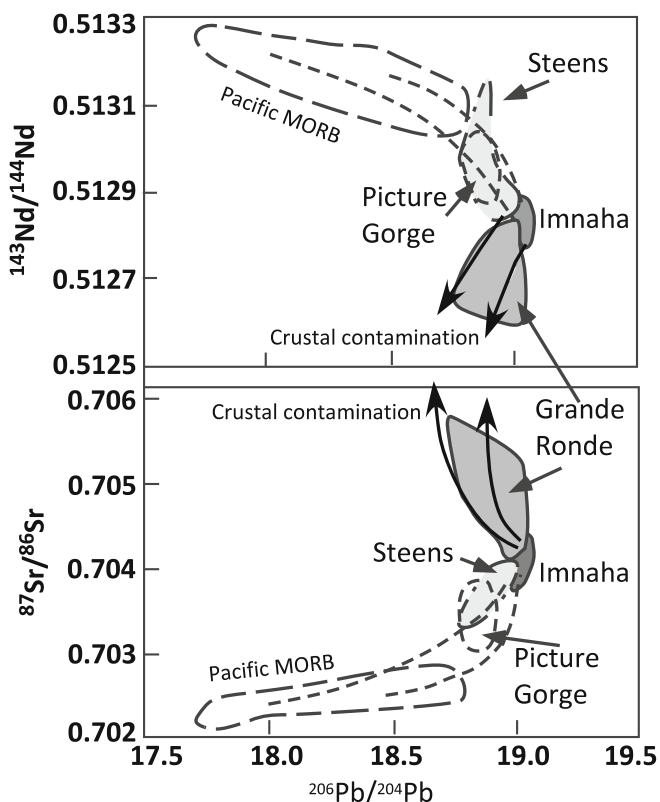 0.5133
0.5131
0.5129
0.5127
0.5125
143Nd/144Nd
Steens
Pacific MORB
Picture
Gorge
Imnaha
Crustal contamination
0.706
0.705
0.704
0.703
0.702
87Sr/86Sr
Crustal contamination
Grande
Ronde
Steens
Imnaha
Pacific MORB
Picture
Gorge
17.5 18.0 18.5 19.0 19.5
206Pb/204Pb